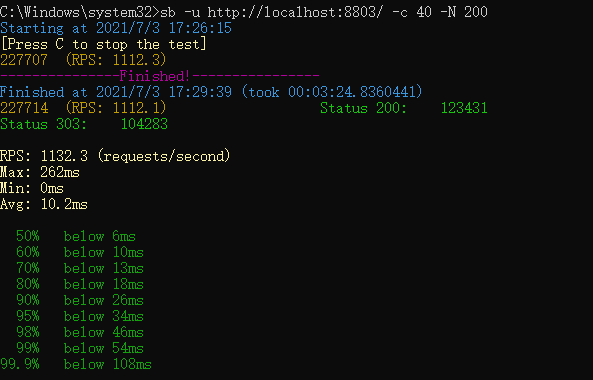 C:\Windows\system32>sb -u http://localhost:8803/ -c 40 -N 200
Starting at 2021/7/3 17:26:15
[Press C to stop the test]
227707  (RPS: 1112.3)
---------------Finished!----------------
Finished at 2021/7/3 17:29:39 (took 00:03:24.8360441)
227714  (RPS: 1112.1)                   Status 200:    123431
Status 303:    104283

RPS: 1132.3 (requests/second)
Max: 262ms
Min: 0ms
Avg: 10.2ms

  50%   below 6ms
  60%   below 10ms
  70%   below 13ms
  80%   below 18ms
  90%   below 26ms
  95%   below 34ms
  98%   below 46ms
  99%   below 54ms
99.9%   below 108ms